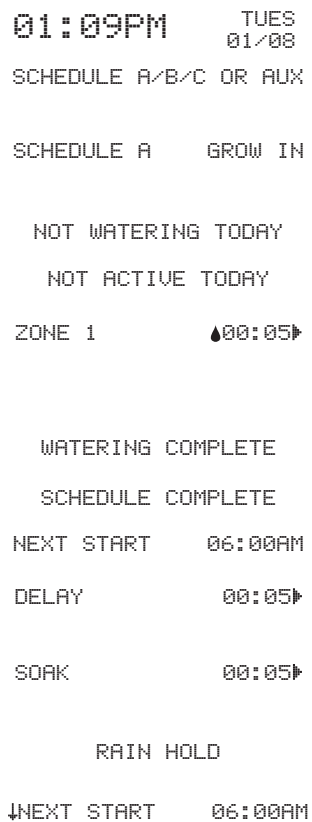 01:09PM TUES
01/08
SCHEDULE A/B/C OR AUX
SCHEDULE A GROW IN
NOT WATERING TODAY
NOT ACTIVE TODAY
ZONE 1 00:05
WATERING COMPLETE
SCHEDULE COMPLETE
NEXT START 06:00AM
DELAY 00:05
SOAK 00:05
RAIN HOLD
↓NEXT START 06:00AM